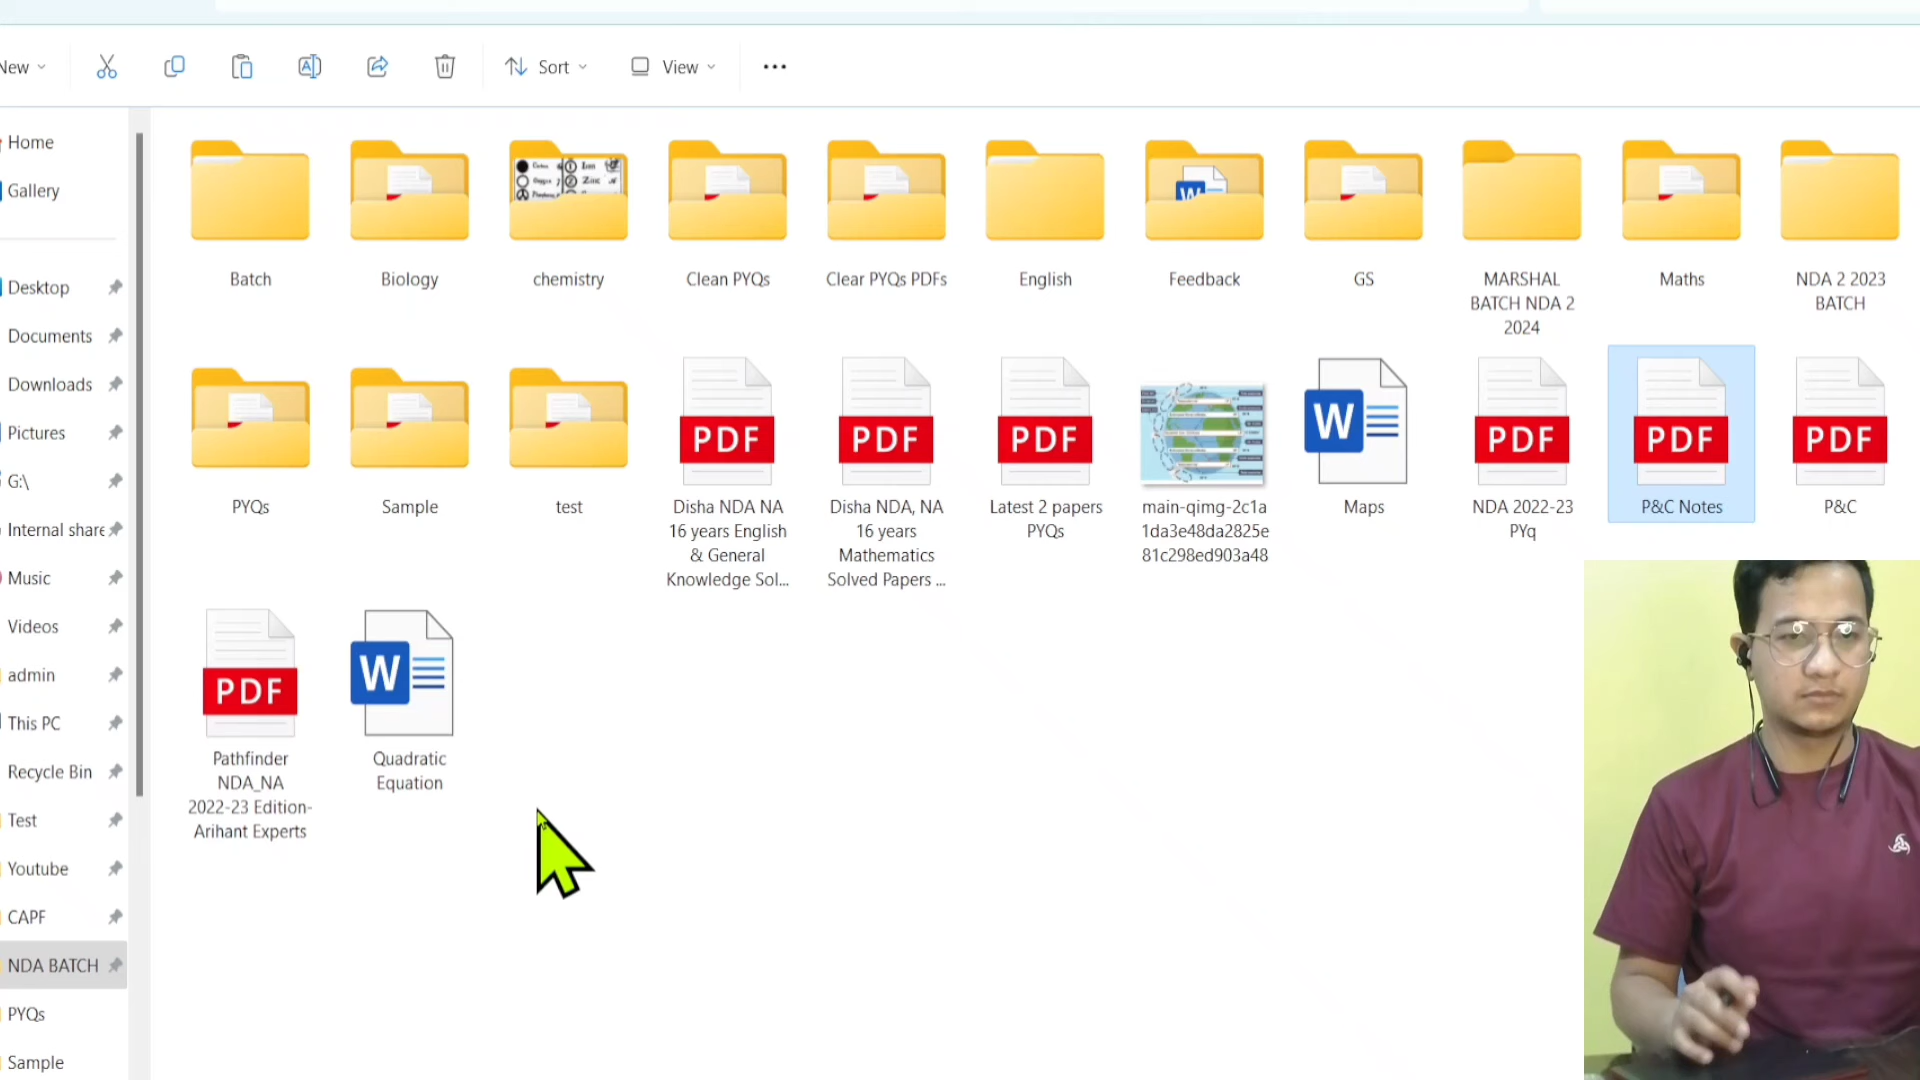 New
Sort
View
Home
Gallery
Desktop
Documents
Downloads
Pictures
G:\
Internal share
Music
Videos
admin
This PC
Recycle Bin
Test
Youtube
CAPF
NDA BATCH
PYQs
Sample
Batch
Biology
chemistry
Clean PYQs
Clear PYQs PDFs
English
Feedback
GS
MARSHAL
BATCH NDA 2
2024
Maths
NDA 2 2023
BATCH
PYQs
Sample
test
PDF
Disha NDA NA
16 years English
& General
Knowledge Sol...
PDF
Disha NDA, NA
16 years
Mathematics
Solved Papers ...
PDF
Latest 2 papers
PYQs
main-qimg-2c1a
1da3e48da2825e
81c298ed903a48
W
Maps
PDF
NDA 2022-23
PYq
PDF
P&C Notes
PDF
P&C
PDF
Pathfinder
NDA_NA
2022-23 Edition-
Arihant Experts
W
Quadratic
Equation